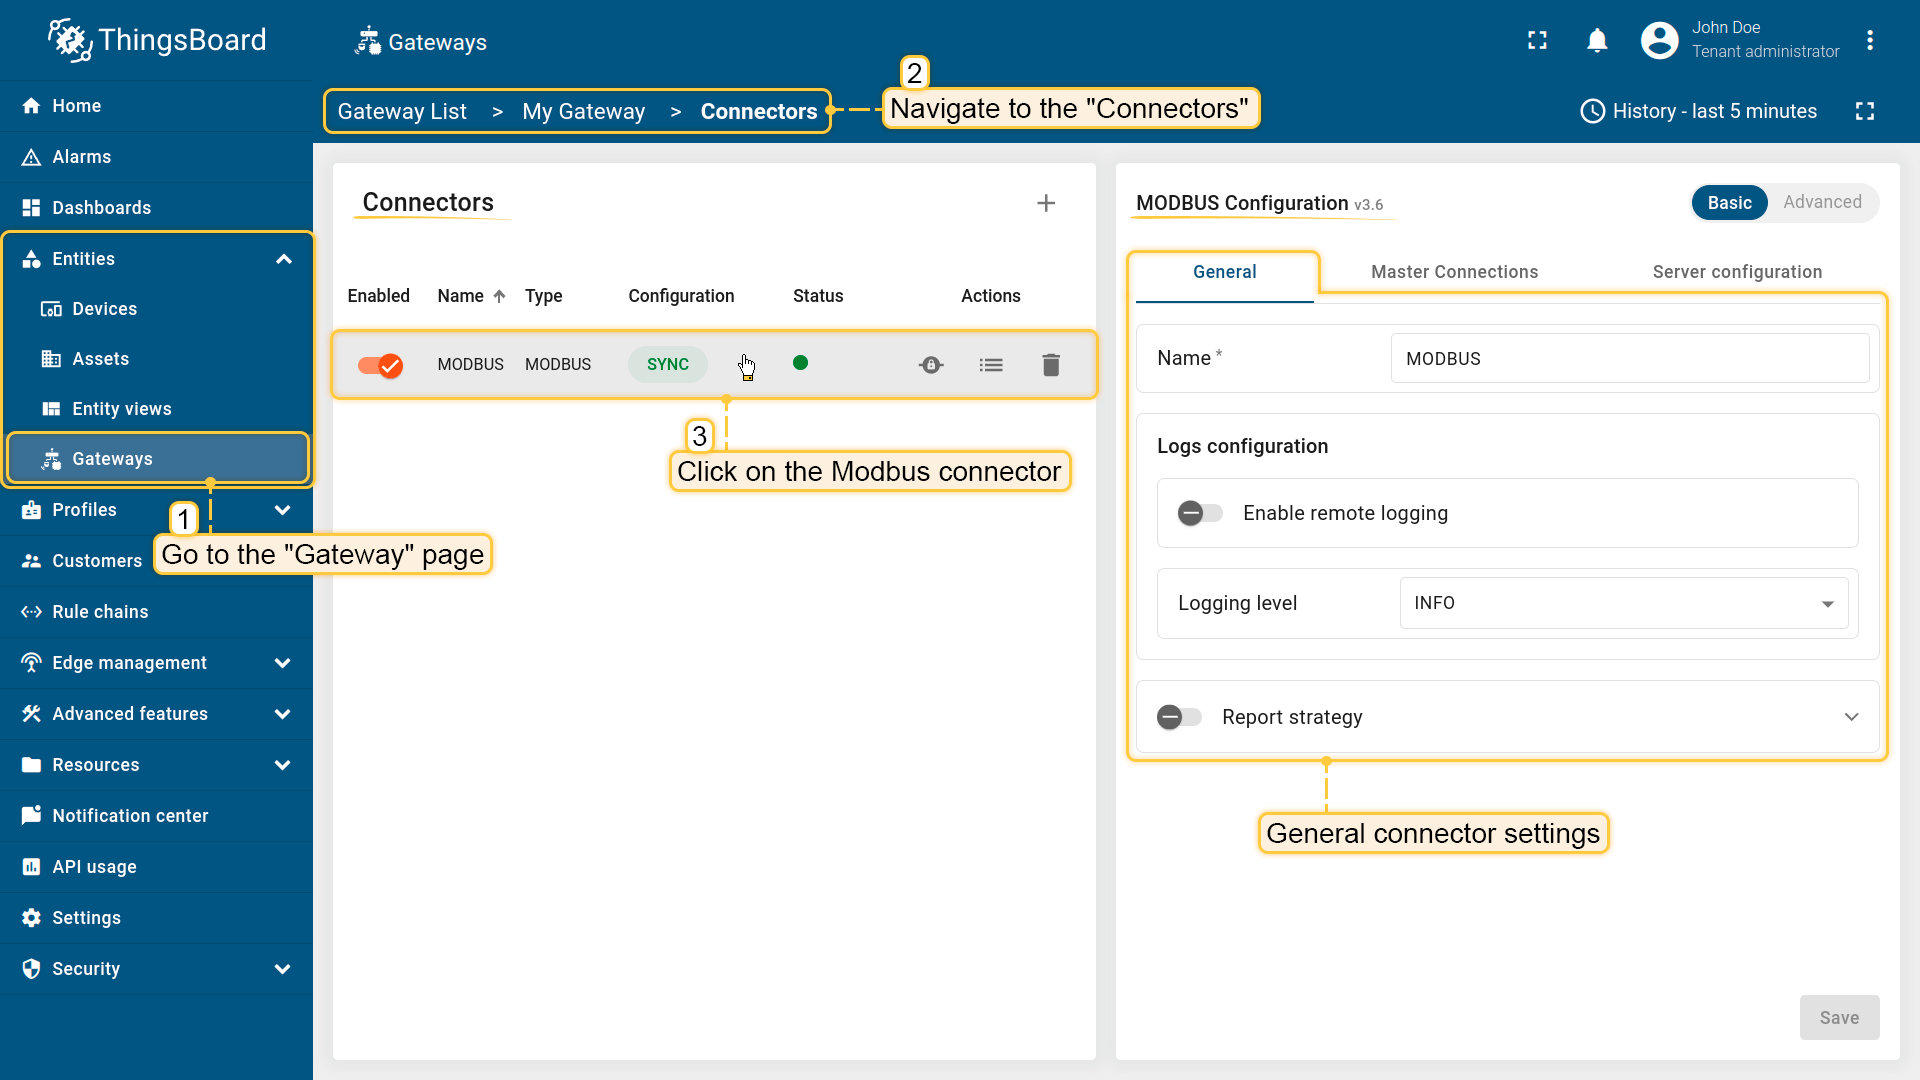 ThingsBoard
Gateways
John Doe
Tenant administrator
Gateway List > My Gateway > Connectors
2
Navigate to the "Connectors"
History - last 5 minutes
Home
Alarms
Dashboards
Entities
Devices
Assets
Entity views
Gateways
1
Go to the "Gateway" page
Profiles
Customers
Rule chains
Edge management
Advanced features
Resources
Notification center
API usage
Settings
Security
Connectors
Enabled Name Type Configuration Status Actions
MODBUS MODBUS SYNC
3
Click on the Modbus connector
MODBUS Configuration v3.6
Basic Advanced
General Master Connections Server configuration
Name * MODBUS
Logs configuration
Enable remote logging
Logging level INFO
Report strategy
General connector settings
Save